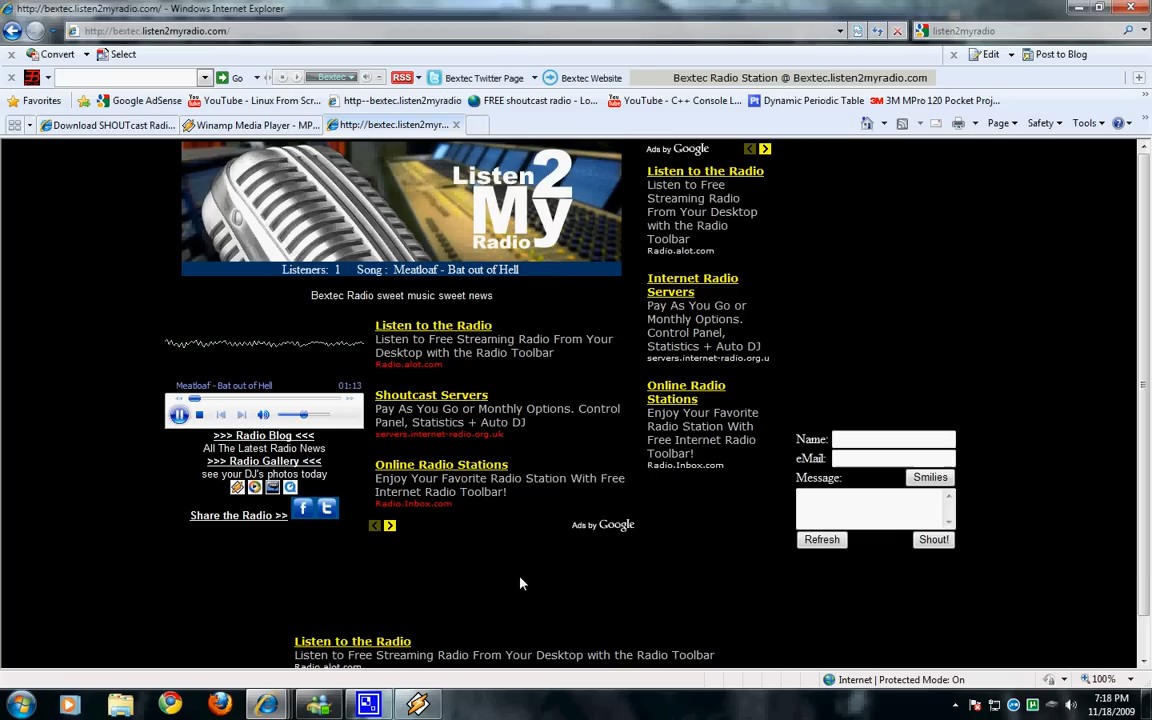 http://bextec.listen2myradio.com/ - Windows Internet Explorer
http://bextec.listen2myradio.com/
listen2myradio
Convert Select
Edit Post to Blog
Go Bextec RSS Bextec Twitter Page Bextec Website Bextec Radio Station @ Bextec.listen2myradio.com
Favorites Google AdSense YouTube - Linux From Scr... http--bextec.listen2myradio FREE shoutcast radio - Lo... YouTube - C++ Console L... Dynamic Periodic Table 3M MPro 120 Pocket Proj...
Download SHOUTcast Radi... Winamp Media Player - MP... http://bextec.listen2myr... Page Safety Tools
Listen 2
My
Radio
Listeners: 1 Song : Meatloaf - Bat out of Hell
Bextec Radio sweet music sweet news
Meatloaf - Bat out of Hell 01:13
>>> Radio Blog <<<
All The Latest Radio News
>>> Radio Gallery <<<
see your DJ's photos today
Share the Radio >>
Listen to the Radio
Listen to Free Streaming Radio From Your
Desktop with the Radio Toolbar
Radio.alot.com
Shoutcast Servers
Pay As You Go or Monthly Options. Control
Panel, Statistics + Auto DJ
servers.internet-radio.org.uk
Online Radio Stations
Enjoy Your Favorite Radio Station With Free
Internet Radio Toolbar!
Radio.Inbox.com
Ads by Google
Ads by Google
Listen to the Radio
Listen to Free
Streaming Radio
From Your Desktop
with the Radio
Toolbar
Radio.alot.com
Internet Radio
Servers
Pay As You Go or
Monthly Options.
Control Panel,
Statistics + Auto DJ
servers.internet-radio.org.u
Online Radio
Stations
Enjoy Your Favorite
Radio Station With
Free Internet Radio
Toolbar!
Radio.Inbox.com
Name:
eMail:
Message: Smilies
Refresh Shout!
Listen to the Radio
Listen to Free Streaming Radio From Your Desktop with the Radio Toolbar
Radio.alot.com
Internet | Protected Mode: On 100%
7:18 PM
11/18/2009